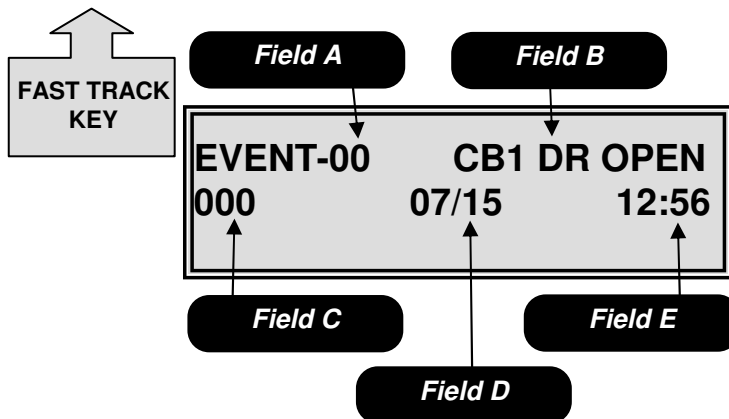 Field A
Field B
FAST TRACK
KEY
EVENT-00 CB1 DR OPEN
000 07/15 12:56
Field C
Field E
Field D